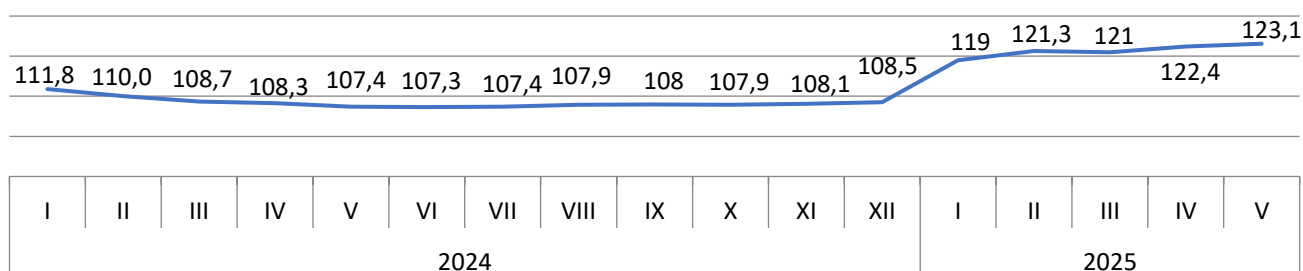 111,8 110,0 108,7 108,3 107,4 107,3 107,4 107,9 108 107,9 108,1 108,5 119 121,3 121 122,4 123,1
I II III IV V VI VII VIII IX X XI XII I II III IV V
2024 2025